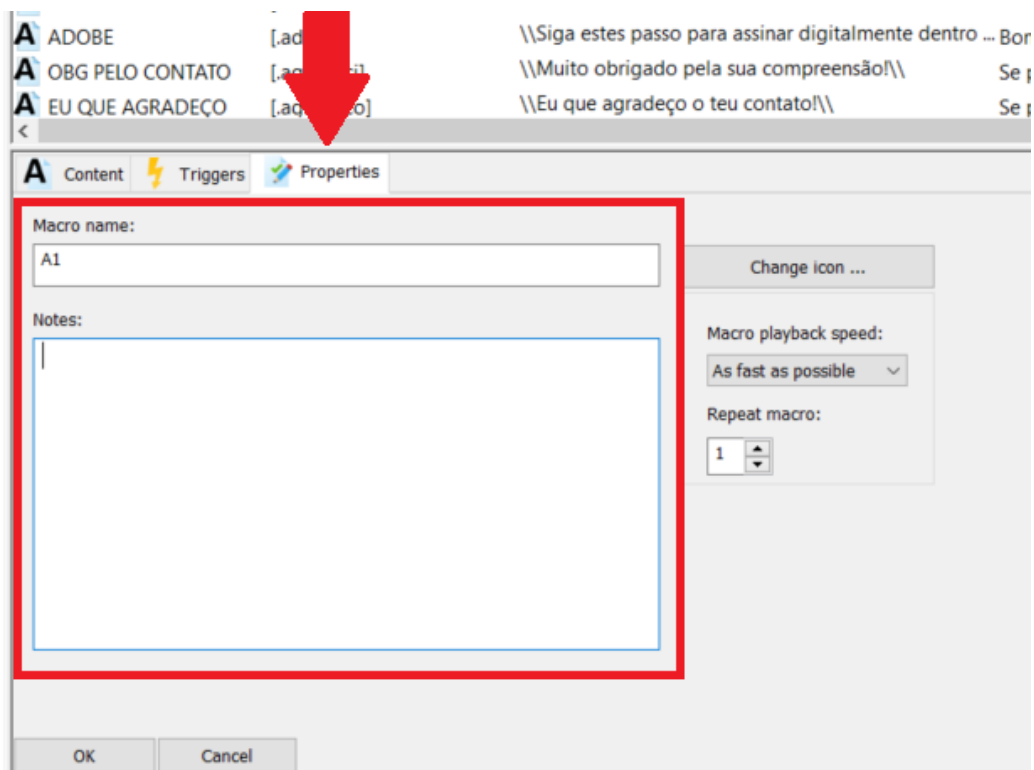 ADOBE [.ad \\Siga estes passo para assinar digitalmente dentro ... Bon
OBG PELO CONTATO \\Muito obrigado pela sua compreensão!\\ Se p
EU QUE AGRADEÇO \\Eu que agradeço o teu contato!\\ Se p
Content Triggers Properties
Macro name:
A1
Change icon ...
Notes:
Macro playback speed:
As fast as possible
Repeat macro:
1
OK Cancel